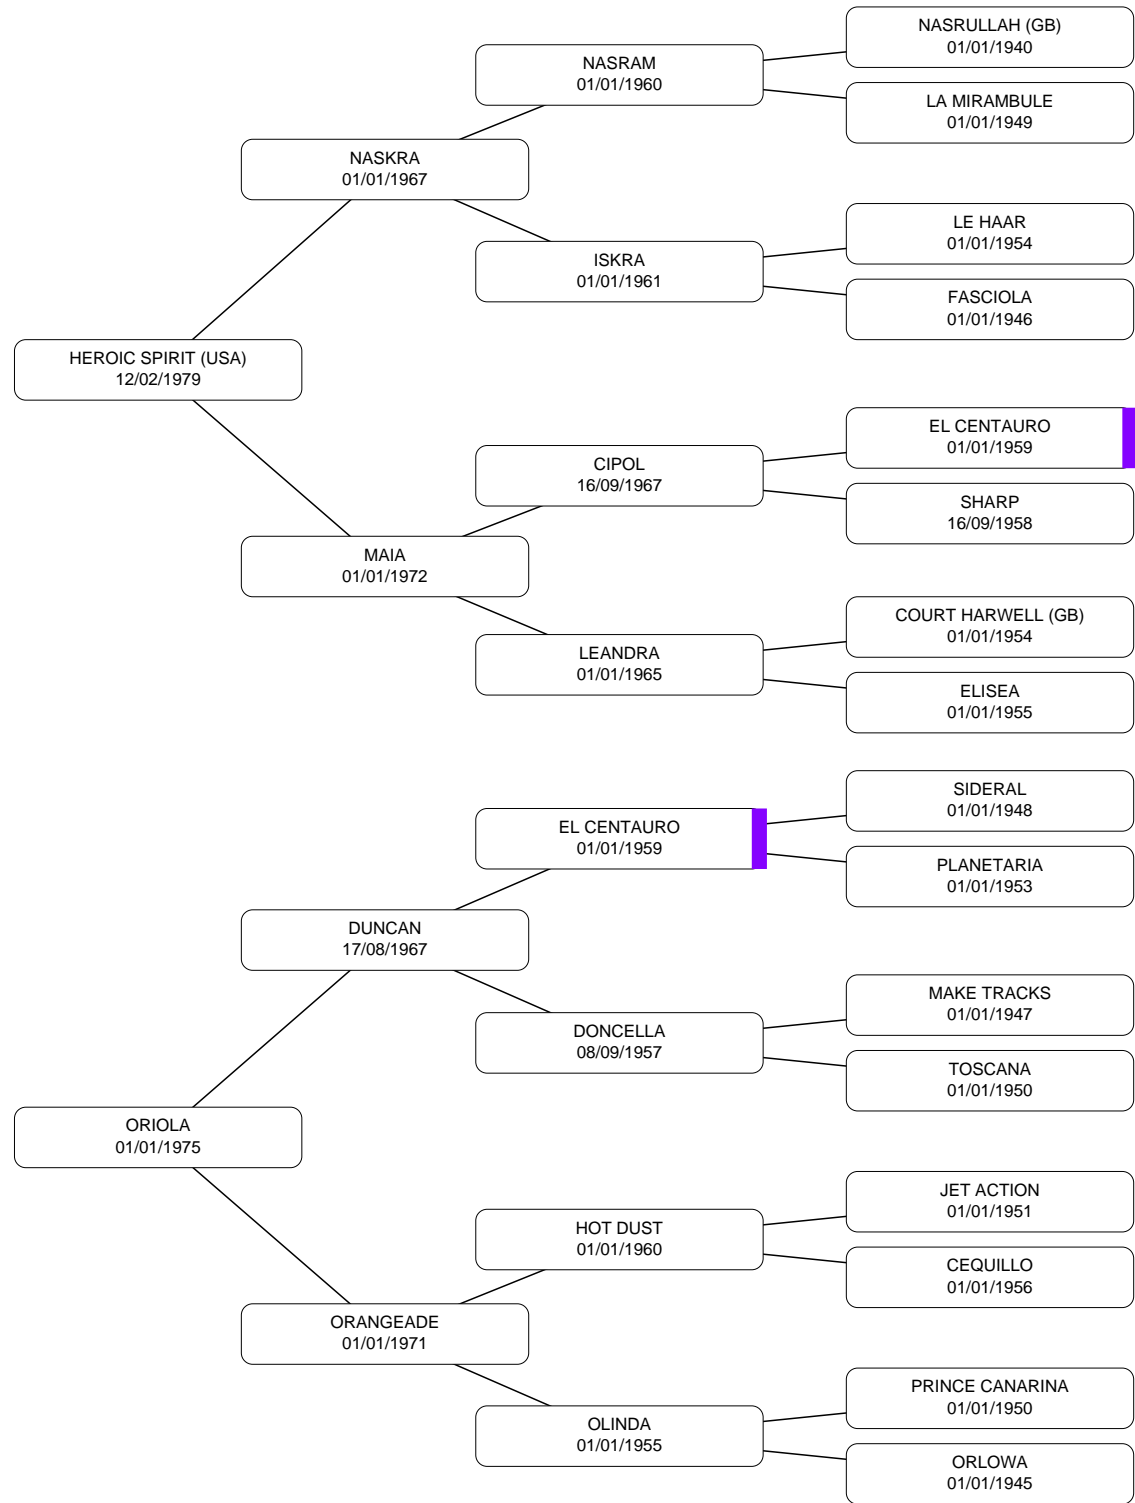 NASRULLAH (GB)
01/01/1940
NASRAM
01/01/1960
LA MIRAMBULE
01/01/1949
NASKRA
01/01/1967
LE HAAR
01/01/1954
ISKRA
01/01/1961
FASCIOLA
01/01/1946
HEROIC SPIRIT (USA)
12/02/1979
EL CENTAURO
01/01/1959
CIPOL
16/09/1967
SHARP
16/09/1958
MAIA
01/01/1972
COURT HARWELL (GB)
01/01/1954
LEANDRA
01/01/1965
ELISEA
01/01/1955
SIDERAL
01/01/1948
EL CENTAURO
01/01/1959
PLANETARIA
01/01/1953
DUNCAN
17/08/1967
MAKE TRACKS
01/01/1947
DONCELLA
08/09/1957
TOSCANA
01/01/1950
ORIOLA
01/01/1975
JET ACTION
01/01/1951
HOT DUST
01/01/1960
CEQUILLO
01/01/1956
ORANGEADE
01/01/1971
PRINCE CANARINA
01/01/1950
OLINDA
01/01/1955
ORLOWA
01/01/1945